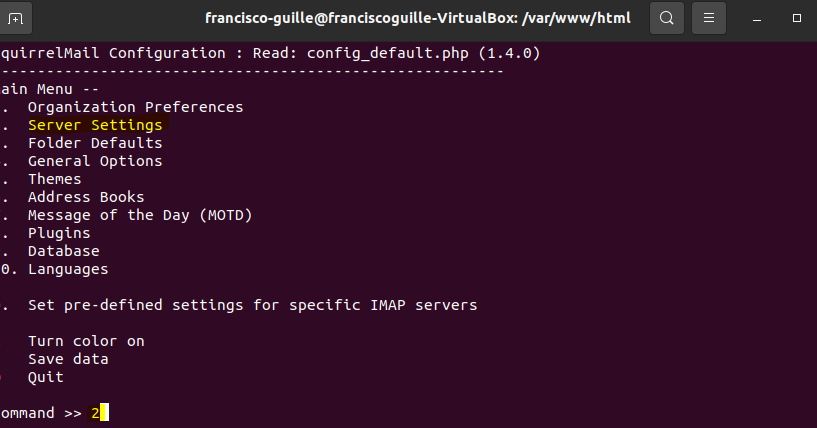 francisco-guille@franciscoguille-VirtualBox: /var/www/html
quirrelMail Configuration : Read: config_default.php (1.4.0)
---------------------------------------------------------
ain Menu --
. Organization Preferences
. Server Settings
. Folder Defaults
. General Options
. Themes
. Address Books
. Message of the Day (MOTD)
. Plugins
. Database
0. Languages
. Set pre-defined settings for specific IMAP servers
Turn color on
Save data
Quit
ommand >> 2